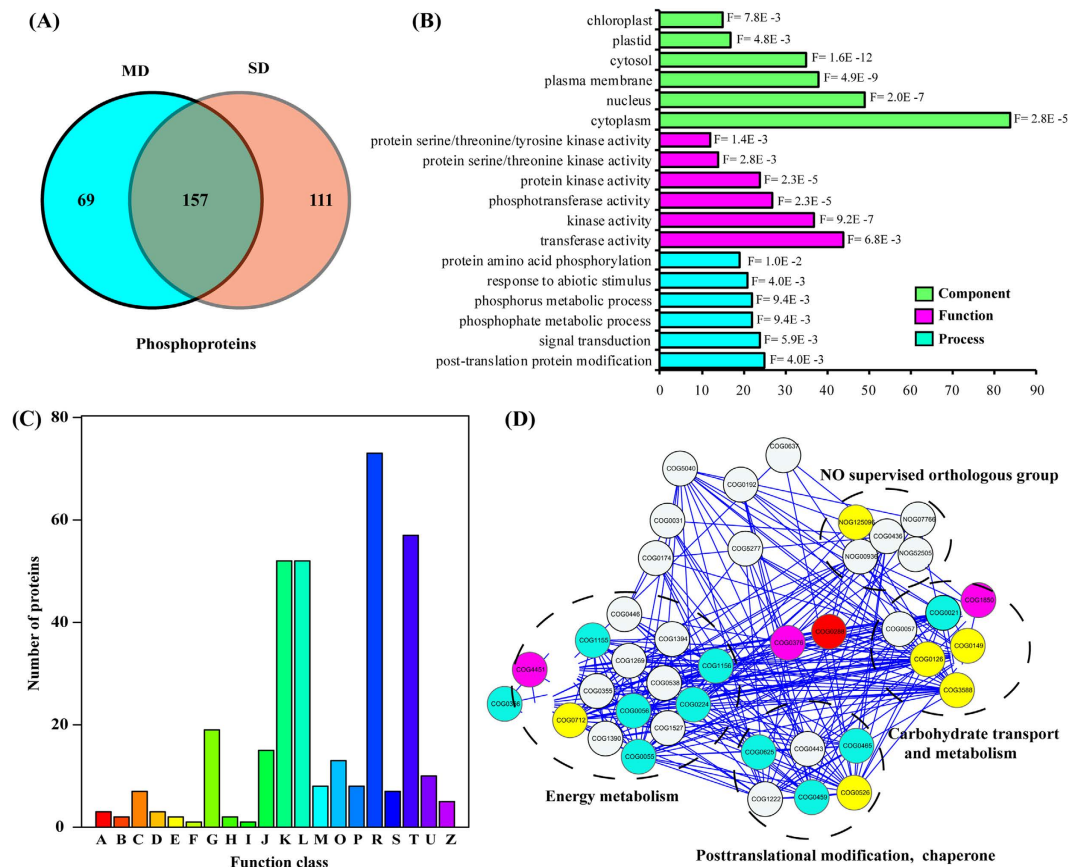 (A)
MD
SD
69
157
111
Phosphoproteins
(B)
chloroplast
F= 7.8E -3
plastid
F= 4.8E -3
cytosol
F= 1.6E -12
plasma membrane
F= 4.9E -9
nucleus
F= 2.0E -7
cytoplasm
F= 2.8E -5
protein serine/threonine/tyrosine kinase activity
F= 1.4E -3
protein serine/threonine kinase activity
F= 2.8E -3
protein kinase activity
F= 2.3E -5
phosphotransferase activity
F= 2.3E -5
kinase activity
F= 9.2E -7
transferase activity
F= 6.8E -3
protein amino acid phosphorylation
F= 1.0E -2
response to abiotic stimulus
F= 4.0E -3
phosphorus metabolic process
F= 9.4E -3
phosphate metabolic process
F= 9.4E -3
signal transduction
F= 5.9E -3
post-translation protein modification
F= 4.0E -3
Component
Function
Process
0 10 20 30 40 50 60 70 80 90
(C)
Number of proteins
80
60
40
20
0
A B C D E F G H I J K L M O P R S T U Z
Function class
(D)
COG0637
COG5040
COG0192
NO supervised orthologous group
COG0031
NOG12509
NOG07766
COG0436
COG5277
NOG00936
NOG52505
COG0174
COG1850
COG0021
COG0446
COG0057
COG1155
COG1394
COG0376
COG0149
COG1269
COG1156
COG0126
COG4451
COG0538
COG0355
COG3588
COG0056
COG0224
COG0712
COG1527
COG1390
COG0055
COG0443
COG0465
COG1222
COG0459
COG0526
Carbohydrate transport
and metabolism
Energy metabolism
Posttranslational modification, chaperone